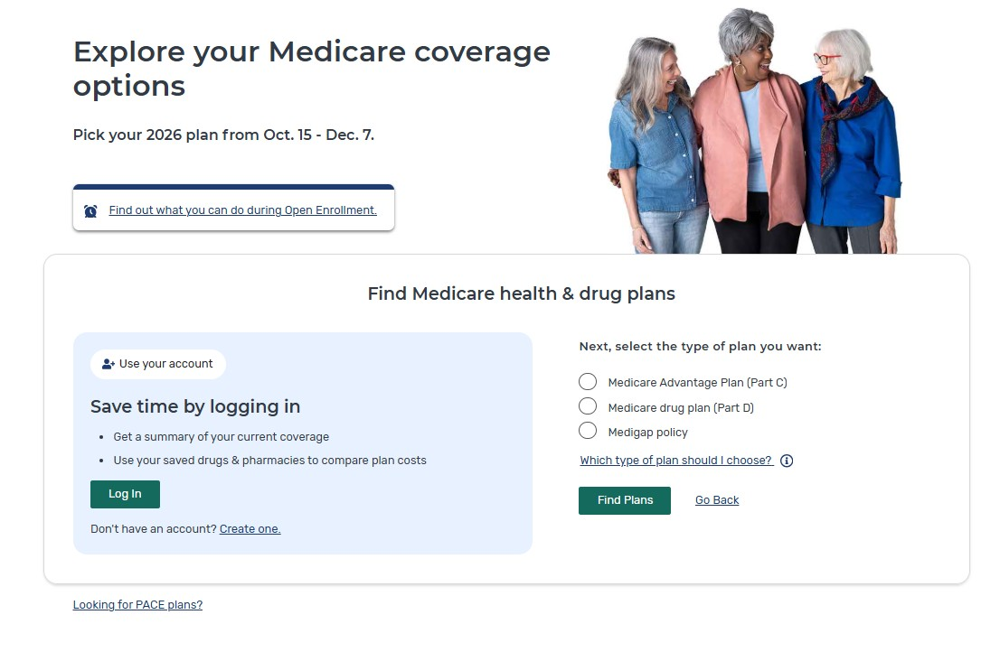 Explore your Medicare coverage
options
Pick your 2026 plan from Oct. 15 - Dec. 7.
Find out what you can do during Open Enrollment.
Find Medicare health & drug plans
Use your account
Save time by logging in
Get a summary of your current coverage
Use your saved drugs & pharmacies to compare plan costs
Log In
Don't have an account? Create one.
Next, select the type of plan you want:
Medicare Advantage Plan (Part C)
Medicare drug plan (Part D)
Medigap policy
Which type of plan should I choose?
Find Plans Go Back
Looking for PACE plans?